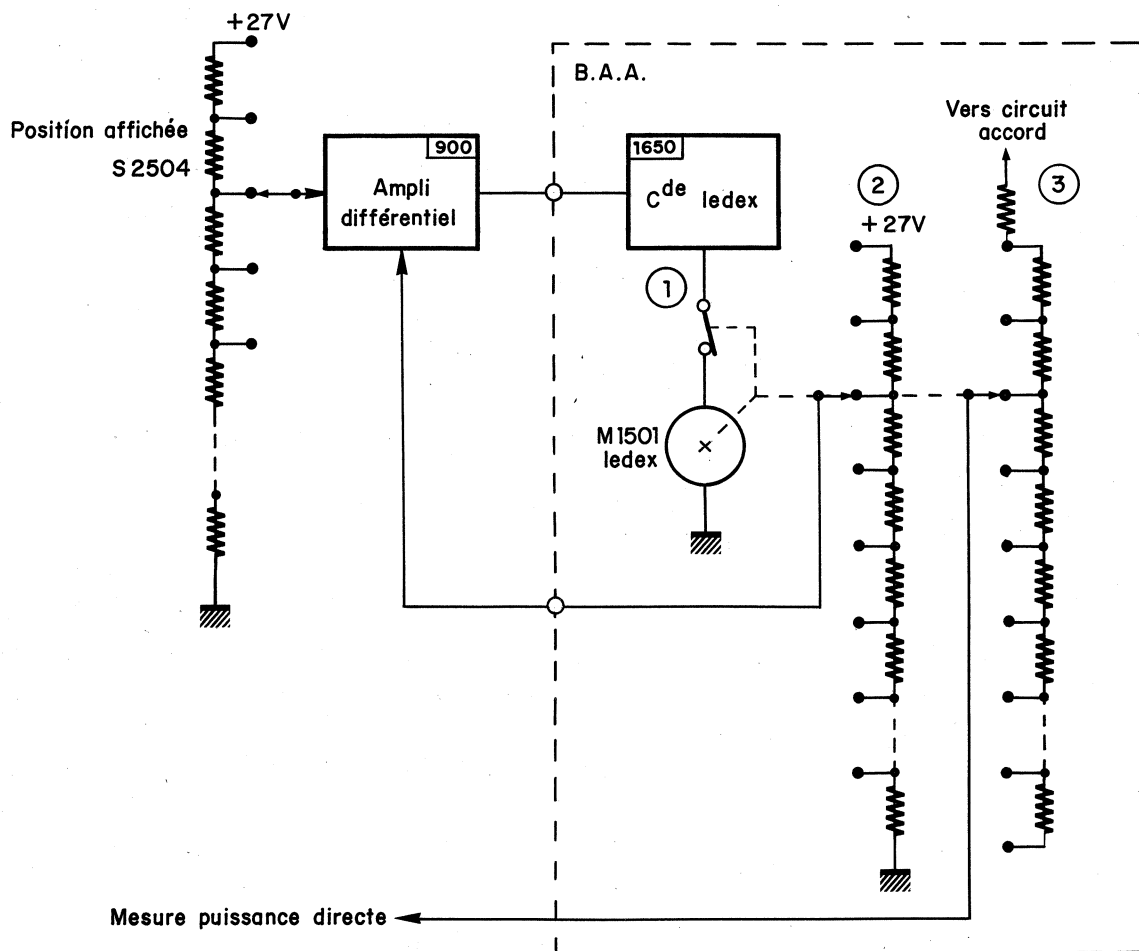 +27V
B.A.A.
Position affichée
S 2504
900
Ampli
différentiel
1650
Cde ledex
Vers circuit
accord
2
+27V
3
1
M 1501
ledex
Mesure puissance directe